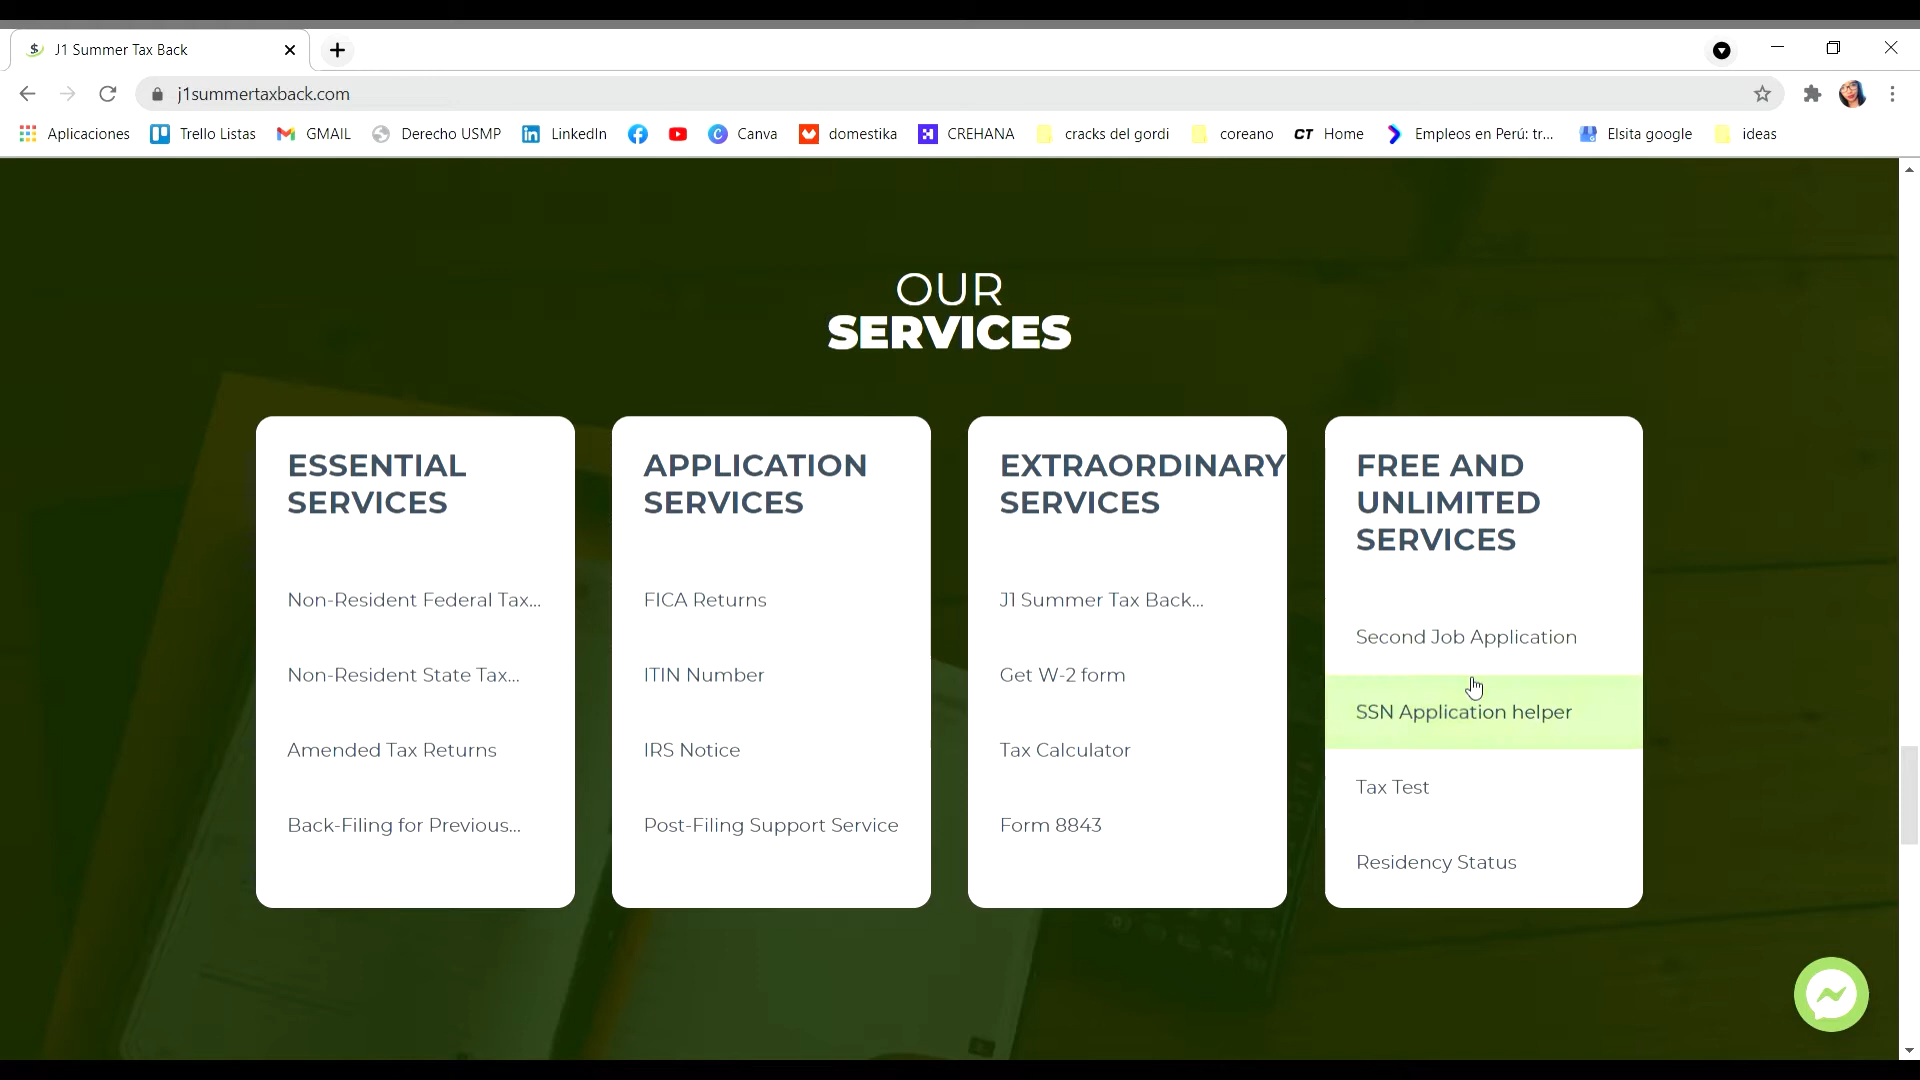 J1 Summer Tax Back
j1summertaxback.com
Aplicaciones
Trello Listas
GMAIL
Derecho USMP
LinkedIn
Canva
domestika
CREHANA
cracks del gordi
coreano
CT Home
Empleos en Perú: tr...
Elsita google
ideas
OUR
SERVICES
ESSENTIAL
SERVICES
Non-Resident Federal Tax...
Non-Resident State Tax...
Amended Tax Returns
Back-Filing for Previous...
APPLICATION
SERVICES
FICA Returns
ITIN Number
IRS Notice
Post-Filing Support Service
EXTRAORDINARY
SERVICES
J1 Summer Tax Back...
Get W-2 form
Tax Calculator
Form 8843
FREE AND
UNLIMITED
SERVICES
Second Job Application
SSN Application helper
Tax Test
Residency Status